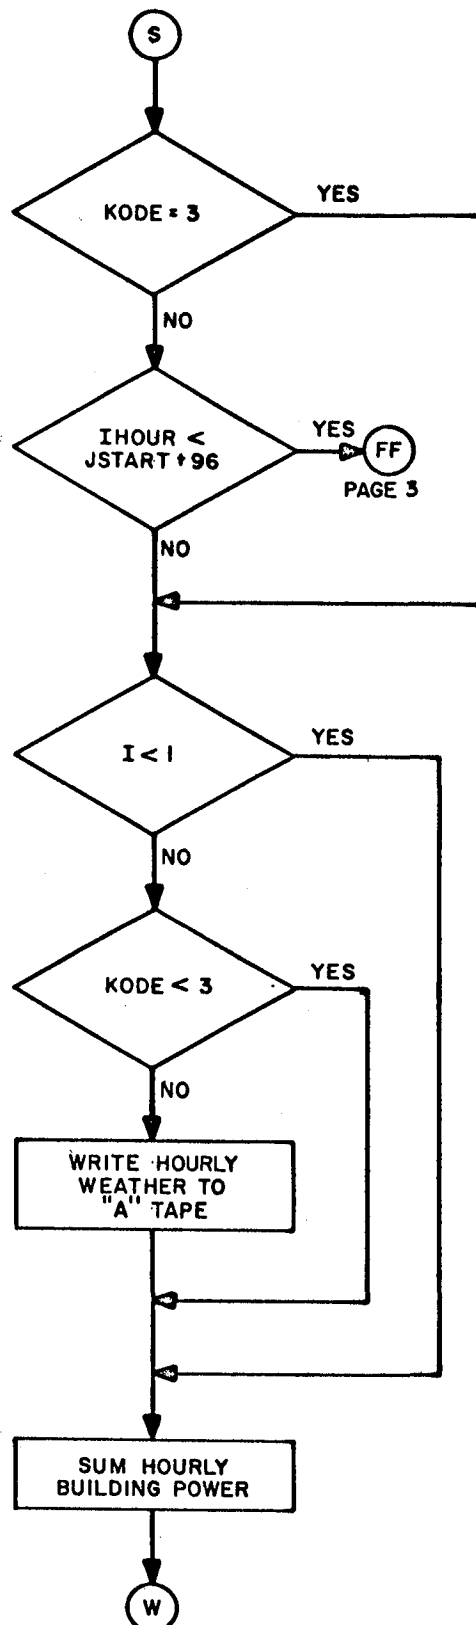 S
KODE = 3
YES
NO
IHOUR <
JSTART + 96
YES
FF
PAGE 3
NO
I < 1
YES
NO
KODE < 3
YES
NO
WRITE HOURLY
WEATHER TO
"A" TAPE
SUM HOURLY
BUILDING POWER
W